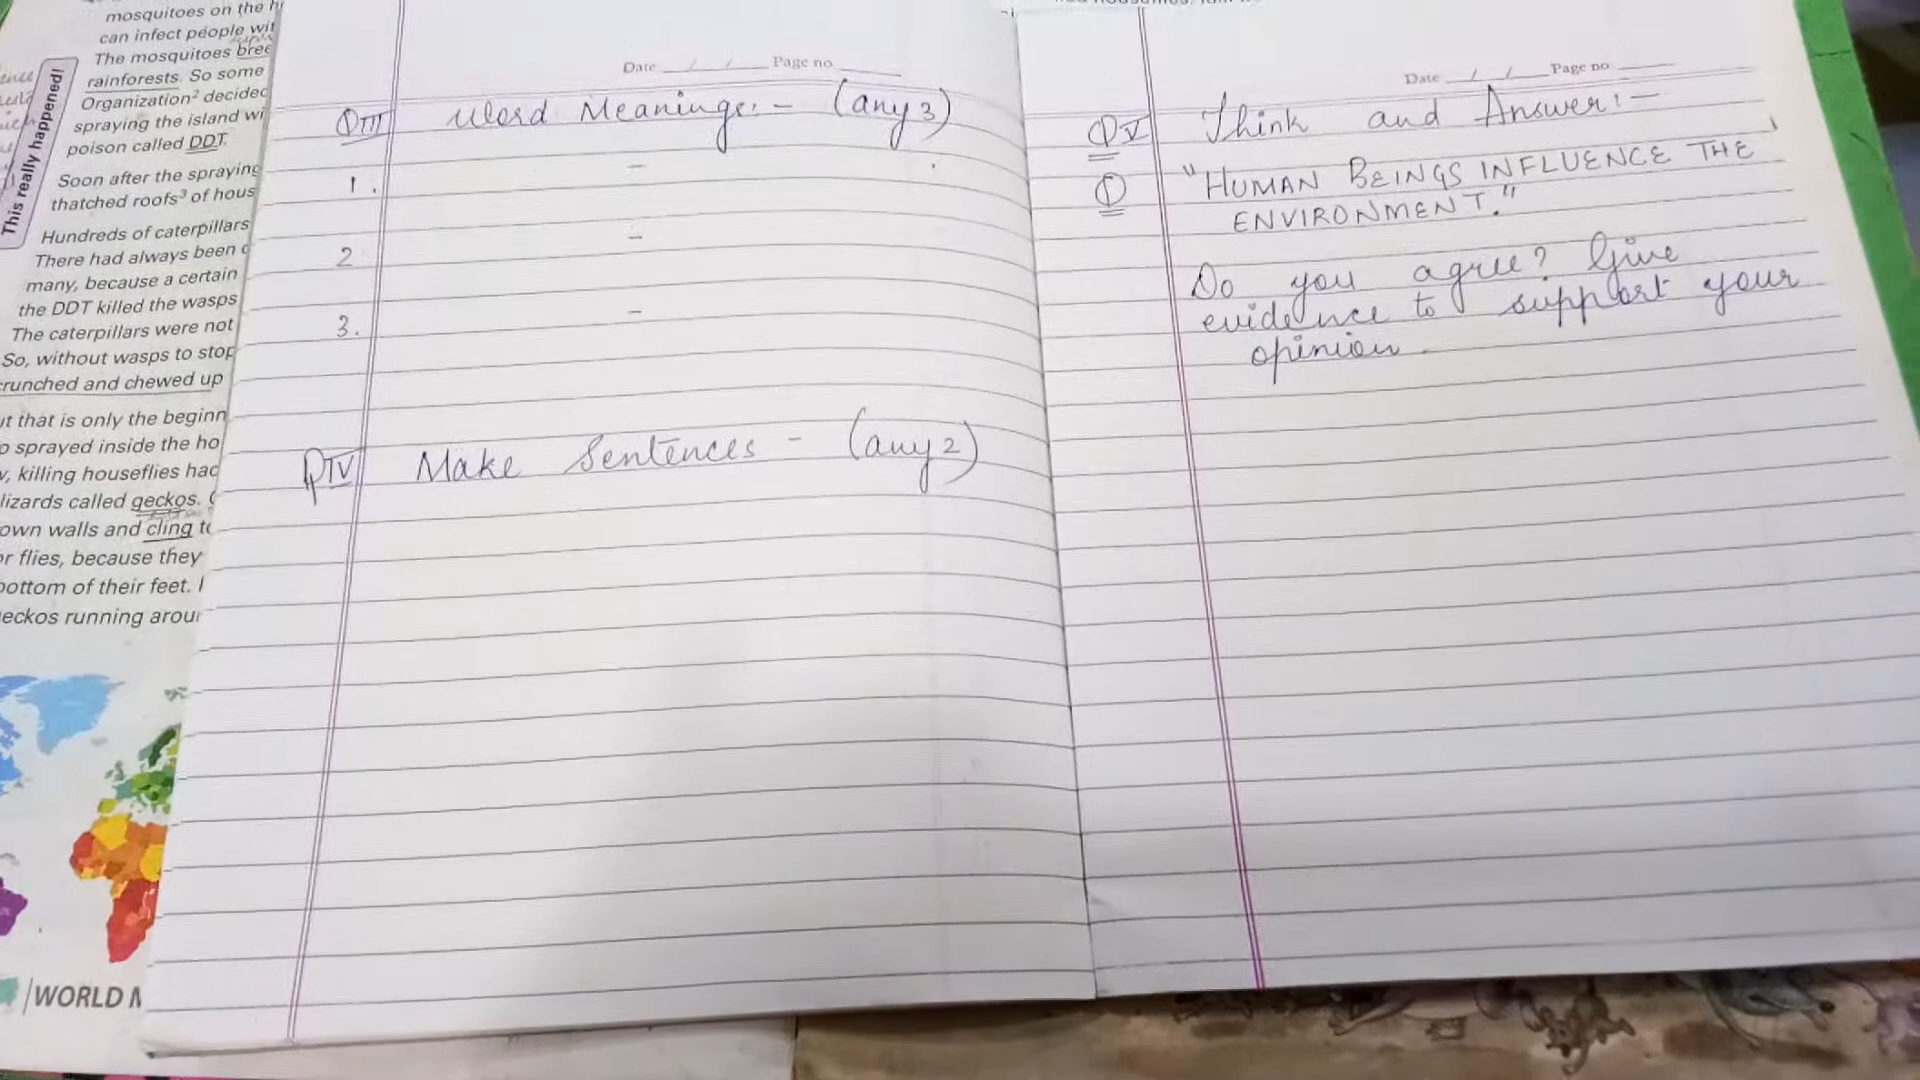 mosquitoes on the
can infect people wit
The mosquitoes bree
rainforests. So some
Organization² decided
spraying the island wi
poison called DDT.
Soon after the spraying
thatched roofs³ of hous
Hundreds of caterpillars
There had always been
many, because a certain
the DDT killed the wasps
The caterpillars were not
So, without wasps to stop
crunched and chewed up
ut that is only the beginn
o sprayed inside the ho
killing houseflies had
lizards called geckos.
own walls and cling to
or flies, because they
bottom of their feet. I
geckos running arour
This really happened!
WORLD M
Date / / Page no
QIII Word Meanings:- (any 3)
1. -
2 -
3. -
QIV Make Sentences - (any 2)
Date / / Page no
QV Think and Answer:-
① "HUMAN BEINGS INFLUENCE THE
ENVIRONMENT."
Do you agree? Give
evidence to support your
opinion.